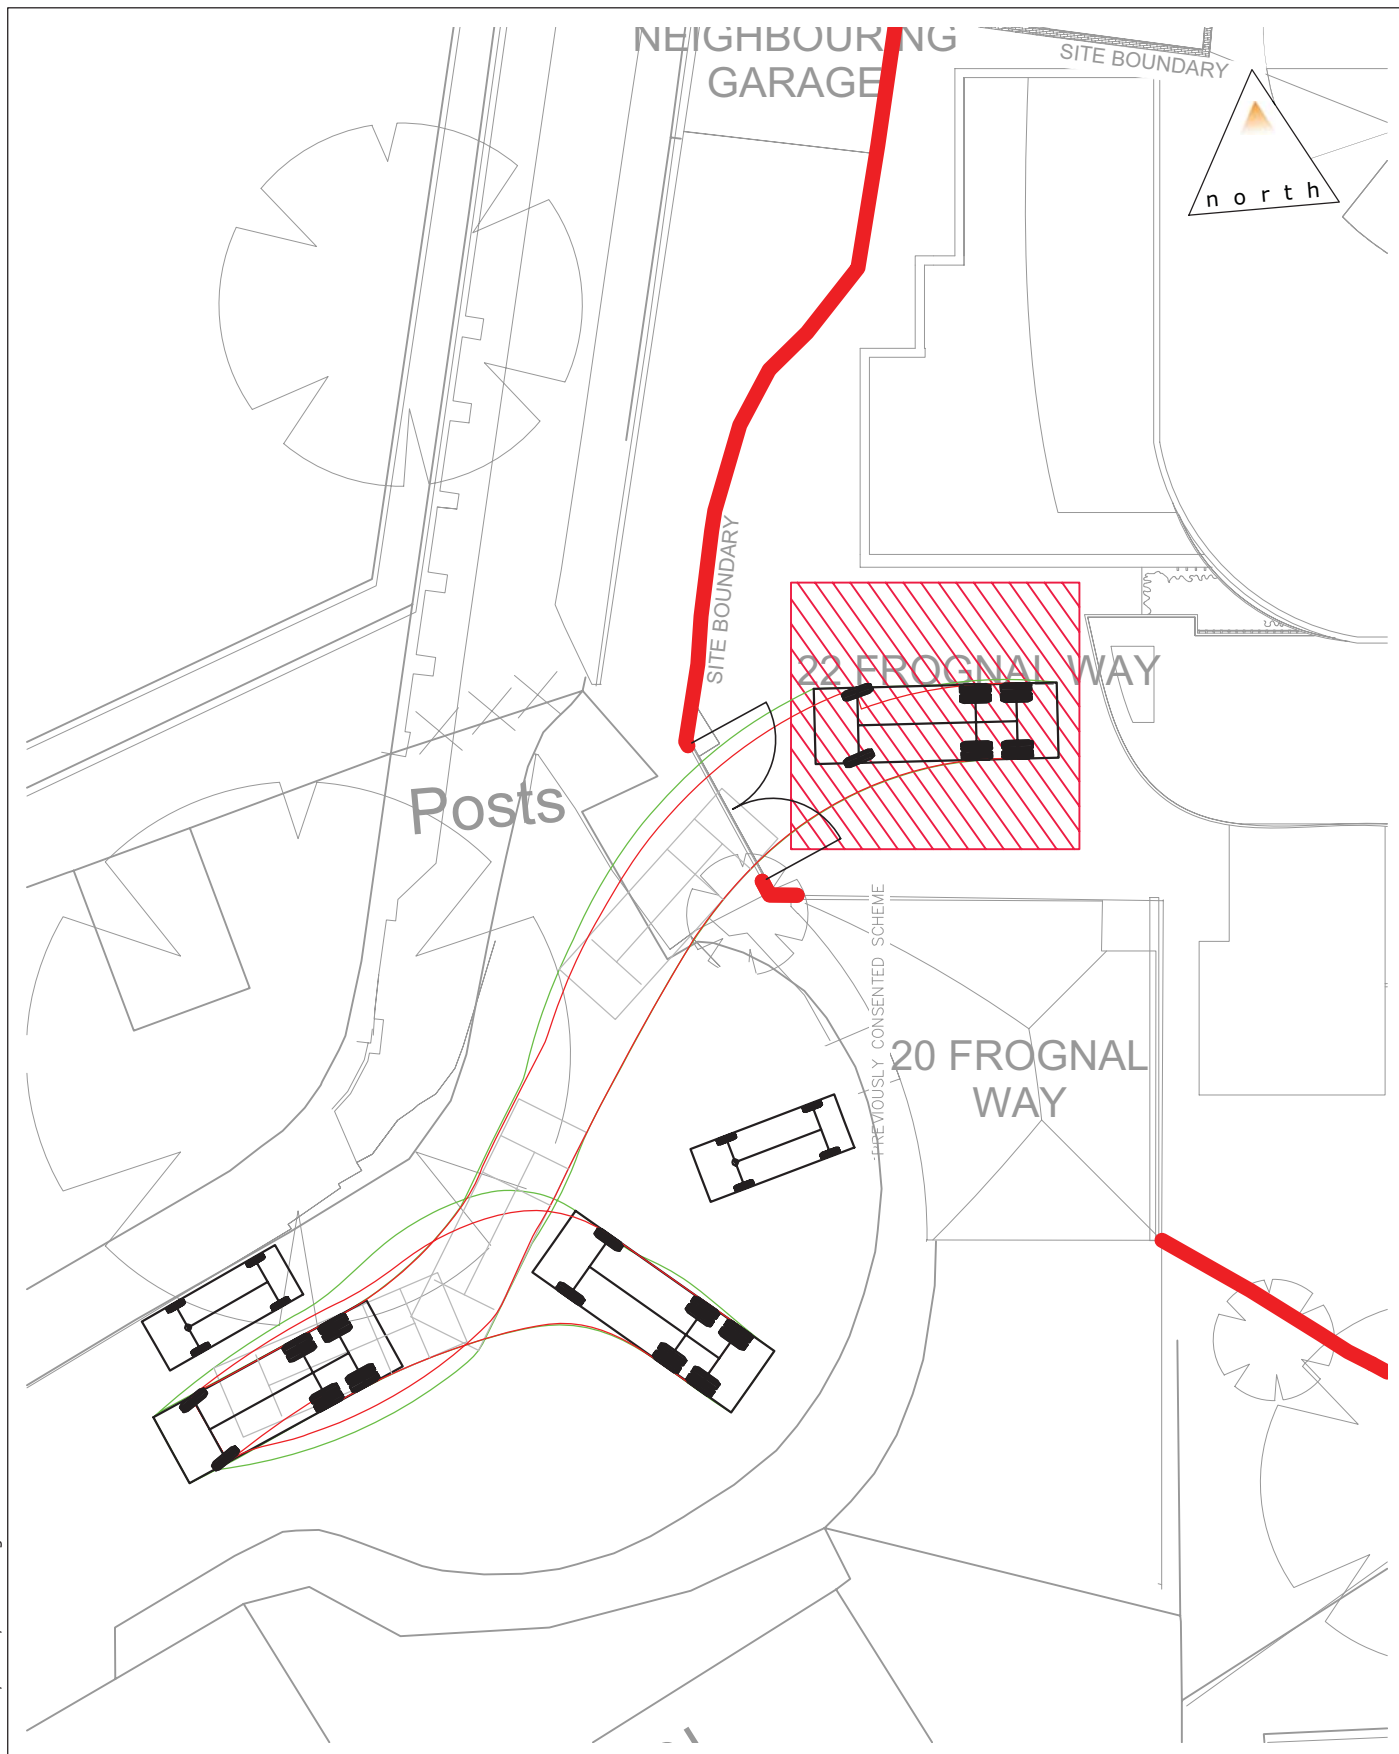 NEIGHBOURING
GARAGE
SITE BOUNDARY
north
SITE BOUNDARY
22 FROGNAL WAY
Posts
PREVIOUSLY CONSENTED SCHEME
20 FROGNAL
WAY